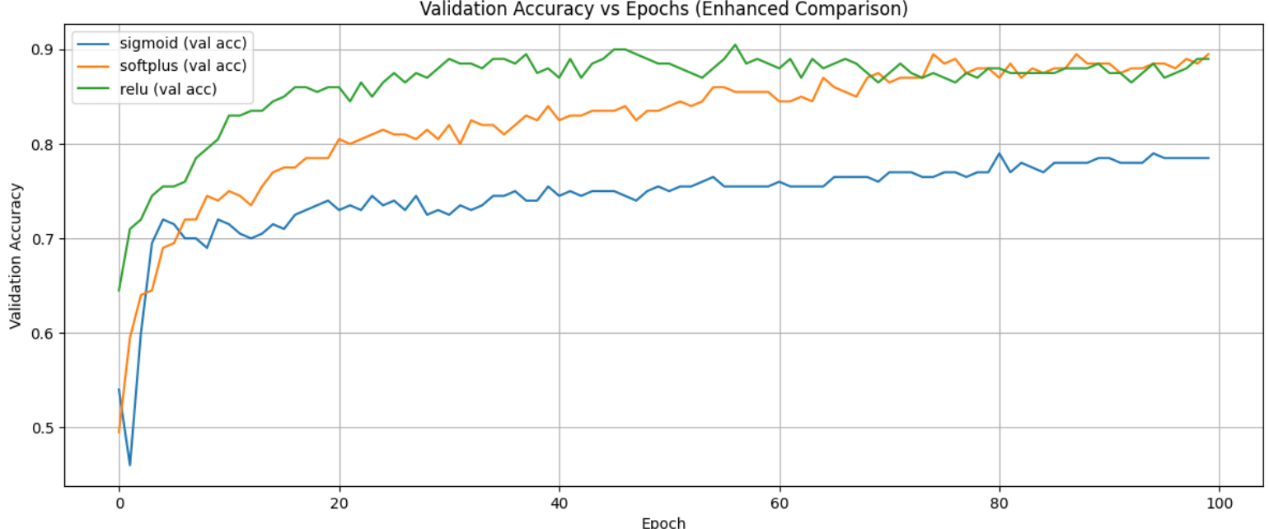 Validation Accuracy vs Epochs (Enhanced Comparison)
sigmoid (val acc)
softplus (val acc)
relu (val acc)
Validation Accuracy
0.9
0.8
0.7
0.6
0.5
0 20 40 60 80 100
Epoch